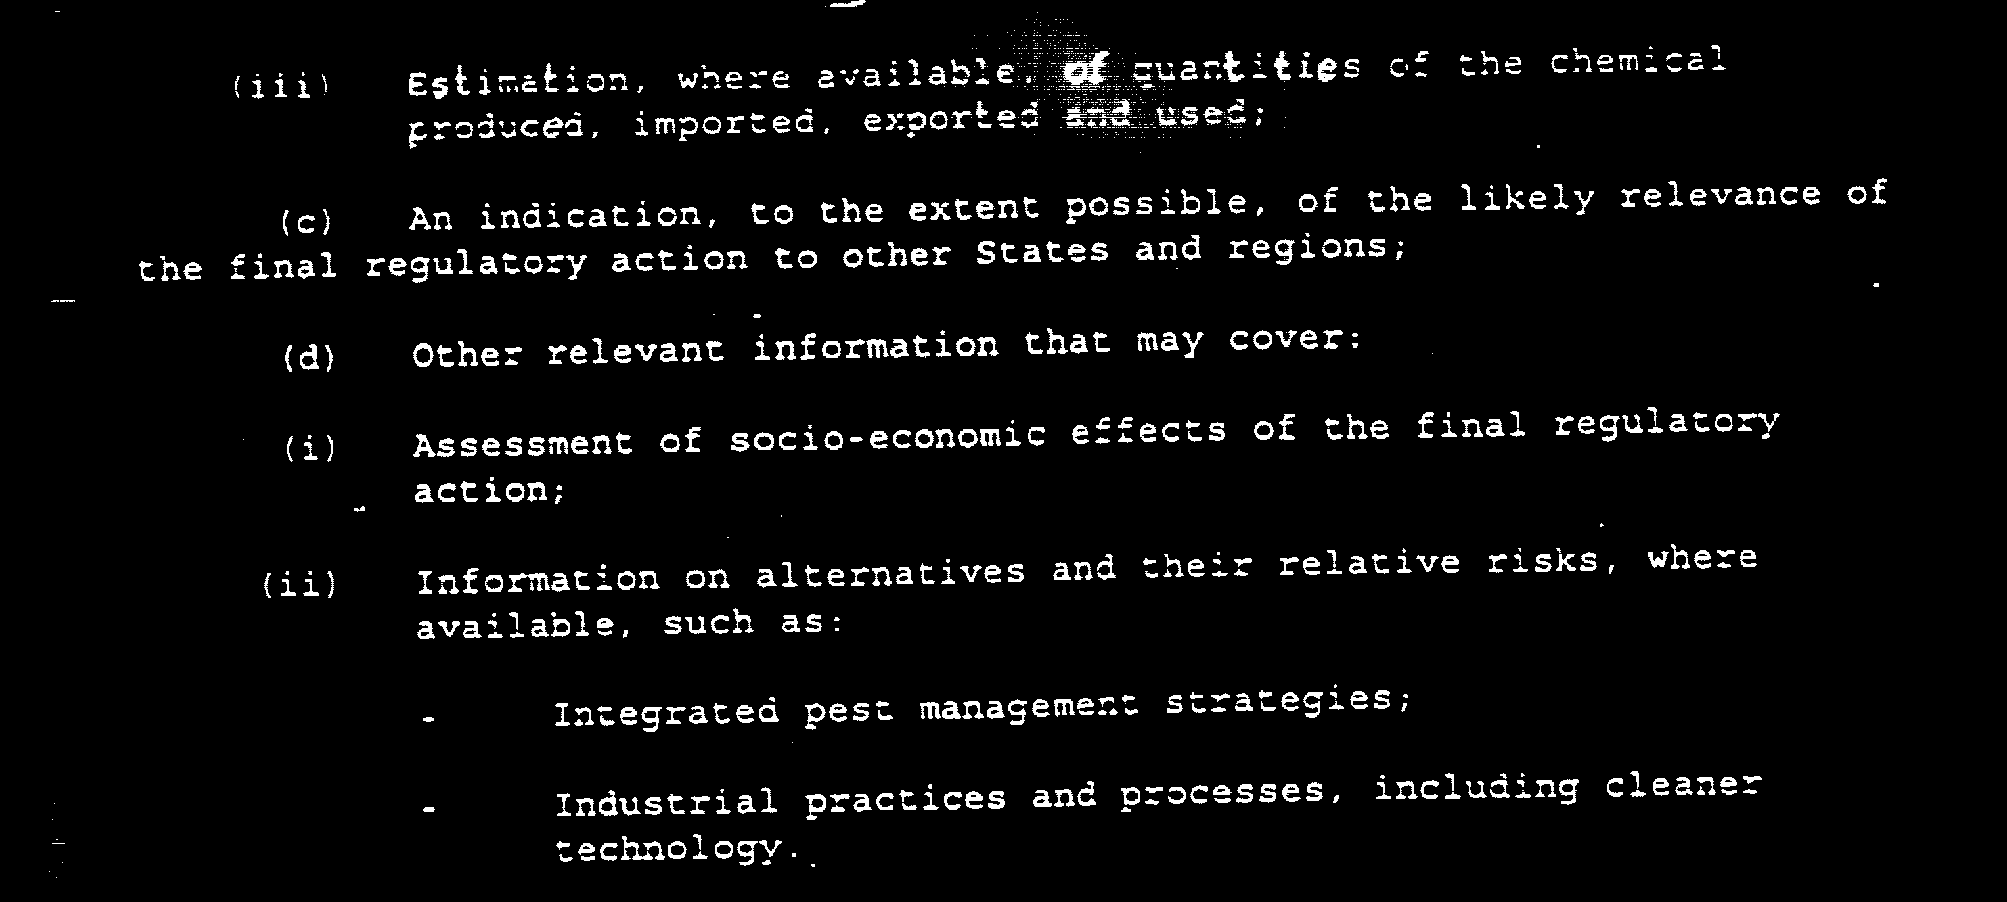 (iii) Estimation, where available, of quantities of the chemical
produced, imported, exported and used;
(c) An indication, to the extent possible, of the likely relevance of
the final regulatory action to other States and regions;
(d) Other relevant information that may cover:
(i) Assessment of socio-economic effects of the final regulatory
action;
(ii) Information on alternatives and their relative risks, where
available, such as:
- Integrated pest management strategies;
- Industrial practices and processes, including cleaner
technology.